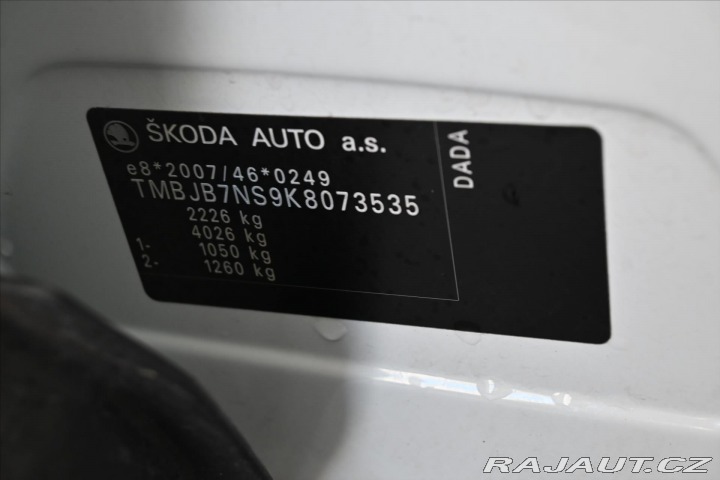 ŠKODA AUTO a.s.
e8*2007/46*0249
TMBJB7NS9K8073535
2226 kg
4026 kg
1- 1050 kg
2- 1260 kg
DADA
RAJAUT.CZ